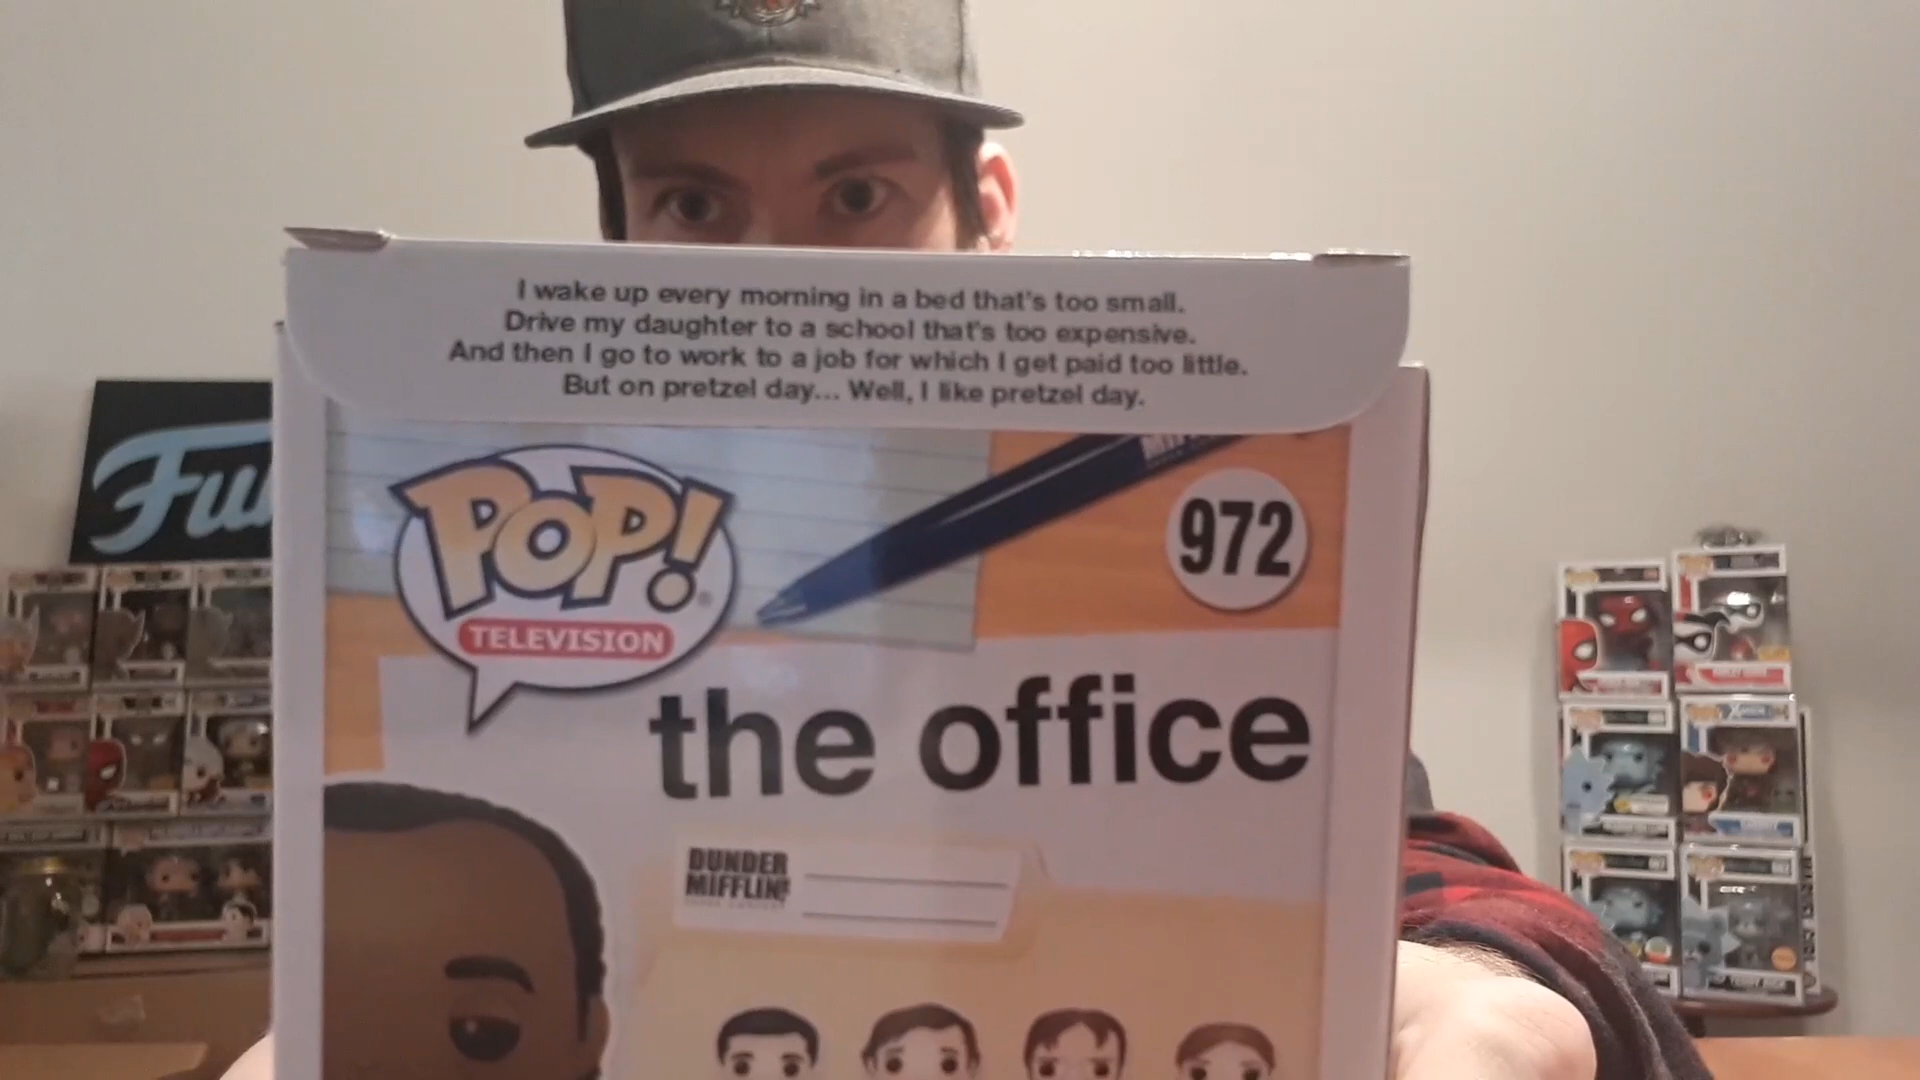 I wake up every morning in a bed that's too small.
Drive my daughter to a school that's too expensive.
And then I go to work to a job for which I get paid too little.
But on pretzel day... Well, I like pretzel day.
POP!
TELEVISION
972
the office
DUNDER
MIFFLIN